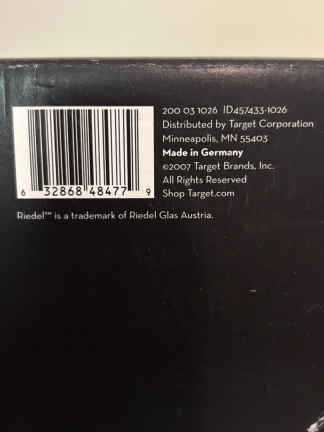 200 03 1026 ID457433-1026
Distributed by Target Corporation
Minneapolis, MN 55403
Made in Germany
©2007 Target Brands, Inc.
All Rights Reserved
Shop Target.com
6 32868 48477 9
Riedel™ is a trademark of Riedel Glas Austria.